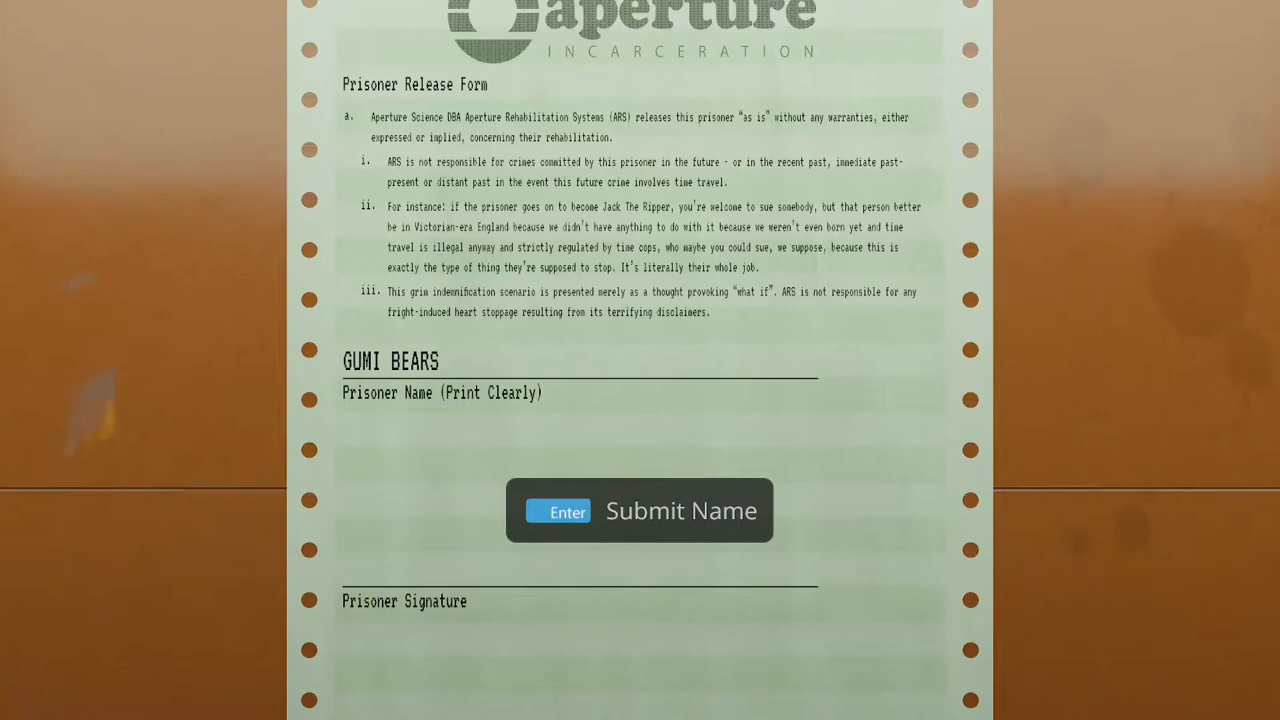 aperture
INCARCERATION
Prisoner Release Form
a. Aperture Science DBA Aperture Rehabilitation Systems (ARS) releases this prisoner “as is” without any warranties, either
expressed or implied, concerning their rehabilitation.
i. ARS is not responsible for crimes committed by this prisoner in the future - or in the recent past, immediate past-
present or distant past in the event this future crime involves time travel.
ii. For instance: if the prisoner goes on to become Jack The Ripper, you’re welcome to sue somebody, but that person better
be in Victorian-era England because we didn’t have anything to do with it because we weren’t even born yet and time
travel is illegal anyway and strictly regulated by time cops, who maybe you could sue, we suppose, because this is
exactly the type of thing they’re supposed to stop. It’s literally their whole job.
iii. This grim indemnification scenario is presented merely as a thought provoking “what if”. ARS is not responsible for any
fright-induced heart stoppage resulting from its terrifying disclaimers.
GUMI BEARS
Prisoner Name (Print Clearly)
Enter Submit Name
Prisoner Signature